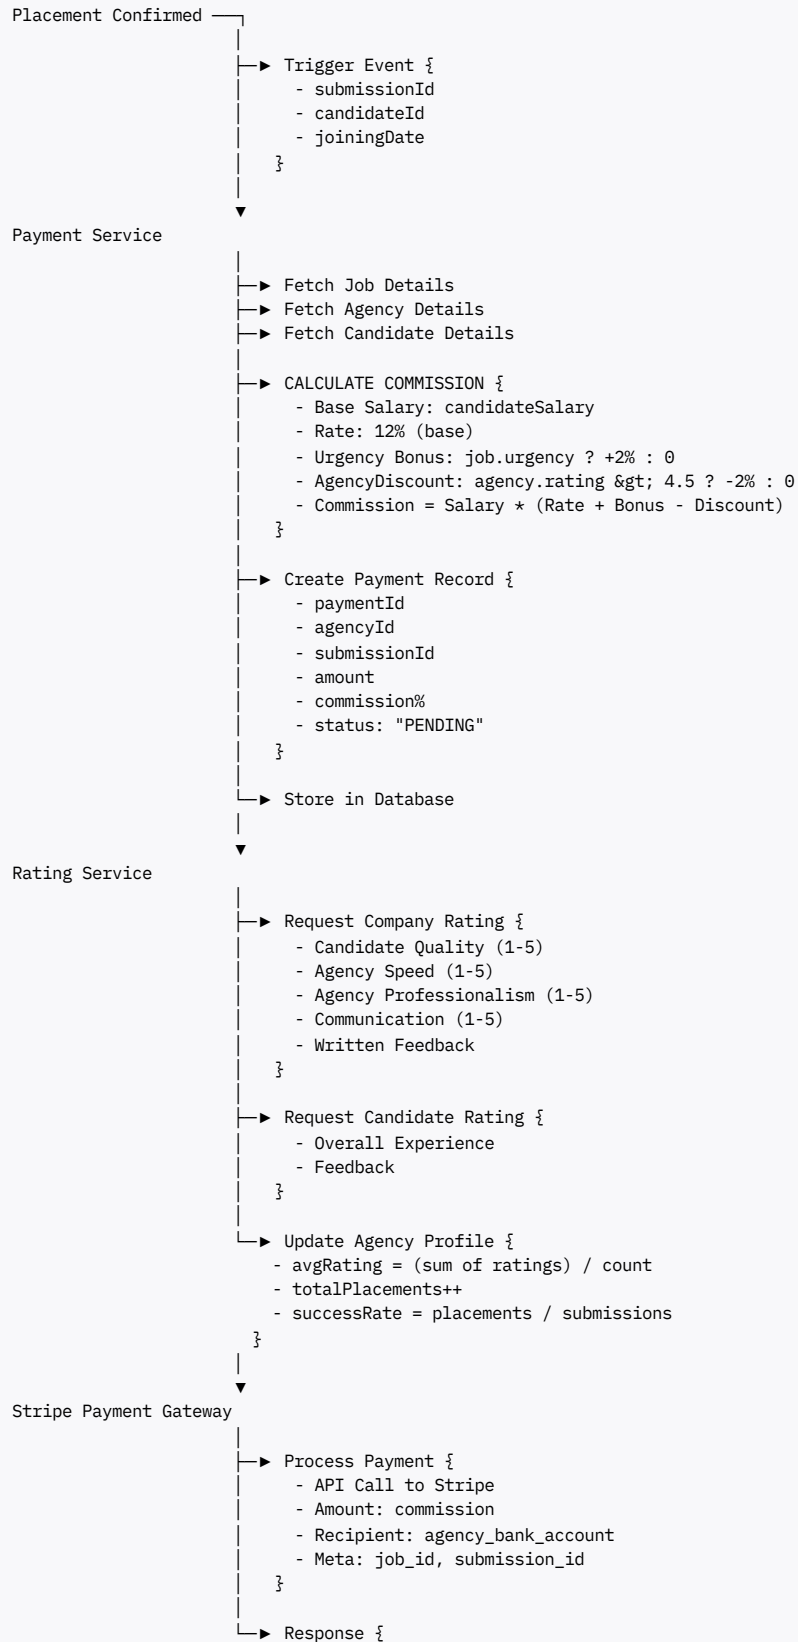 Placement Confirmed ──┐
│
├─► Trigger Event {
│ - submissionId
│ - candidateId
│ - joiningDate
│ }
│
▼
Payment Service
│
├─► Fetch Job Details
├─► Fetch Agency Details
├─► Fetch Candidate Details
│
├─► CALCULATE COMMISSION {
│ - Base Salary: candidateSalary
│ - Rate: 12% (base)
│ - Urgency Bonus: job.urgency ? +2% : 0
│ - AgencyDiscount: agency.rating &gt; 4.5 ? -2% : 0
│ - Commission = Salary * (Rate + Bonus - Discount)
│ }
│
├─► Create Payment Record {
│ - paymentId
│ - agencyId
│ - submissionId
│ - amount
│ - commission%
│ - status: "PENDING"
│ }
│
└─► Store in Database
│
▼
Rating Service
│
├─► Request Company Rating {
│ - Candidate Quality (1-5)
│ - Agency Speed (1-5)
│ - Agency Professionalism (1-5)
│ - Communication (1-5)
│ - Written Feedback
│ }
│
├─► Request Candidate Rating {
│ - Overall Experience
│ - Feedback
│ }
│
└─► Update Agency Profile {
- avgRating = (sum of ratings) / count
- totalPlacements++
- successRate = placements / submissions
}
│
▼
Stripe Payment Gateway
│
├─► Process Payment {
│ - API Call to Stripe
│ - Amount: commission
│ - Recipient: agency_bank_account
│ - Meta: job_id, submission_id
│ }
│
└─► Response {